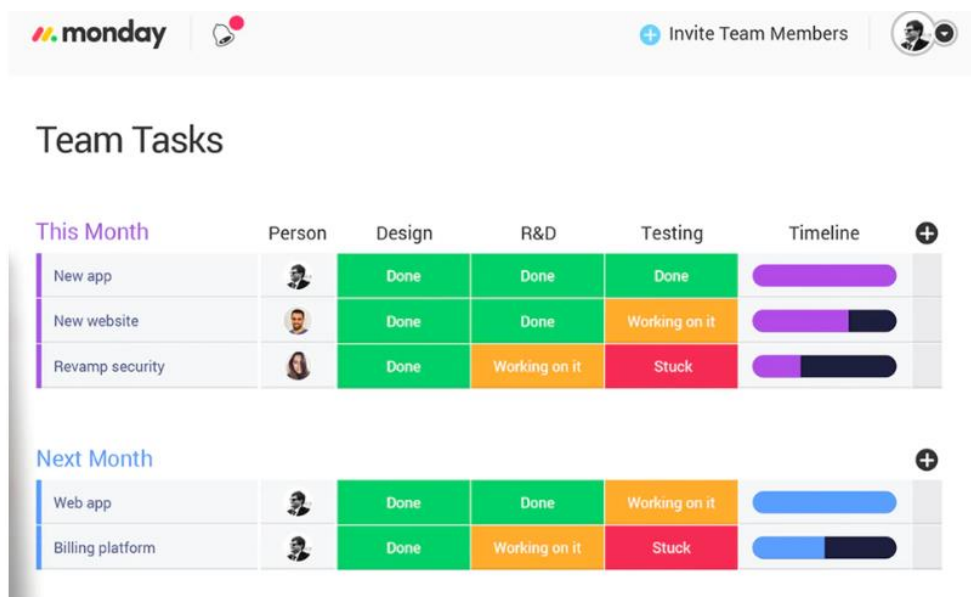 monday
Invite Team Members
Team Tasks
This Month Person Design R&D Testing Timeline
New app Done Done Done
New website Done Done Working on it
Revamp security Done Working on it Stuck
Next Month
Web app Done Done Working on it
Billing platform Done Working on it Stuck